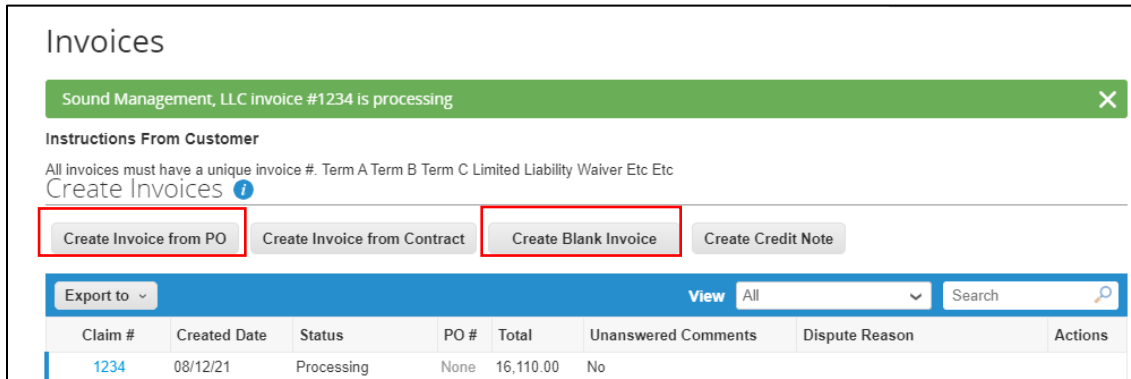 Invoices
Sound Management, LLC invoice #1234 is processing
Instructions From Customer
All invoices must have a unique invoice #. Term A Term B Term C Limited Liability Waiver Etc Etc
Create Invoices i
Create Invoice from PO Create Invoice from Contract Create Blank Invoice Create Credit Note
Export to View All Search
Claim # Created Date Status PO # Total Unanswered Comments Dispute Reason Actions
1234 08/12/21 Processing None 16,110.00 No